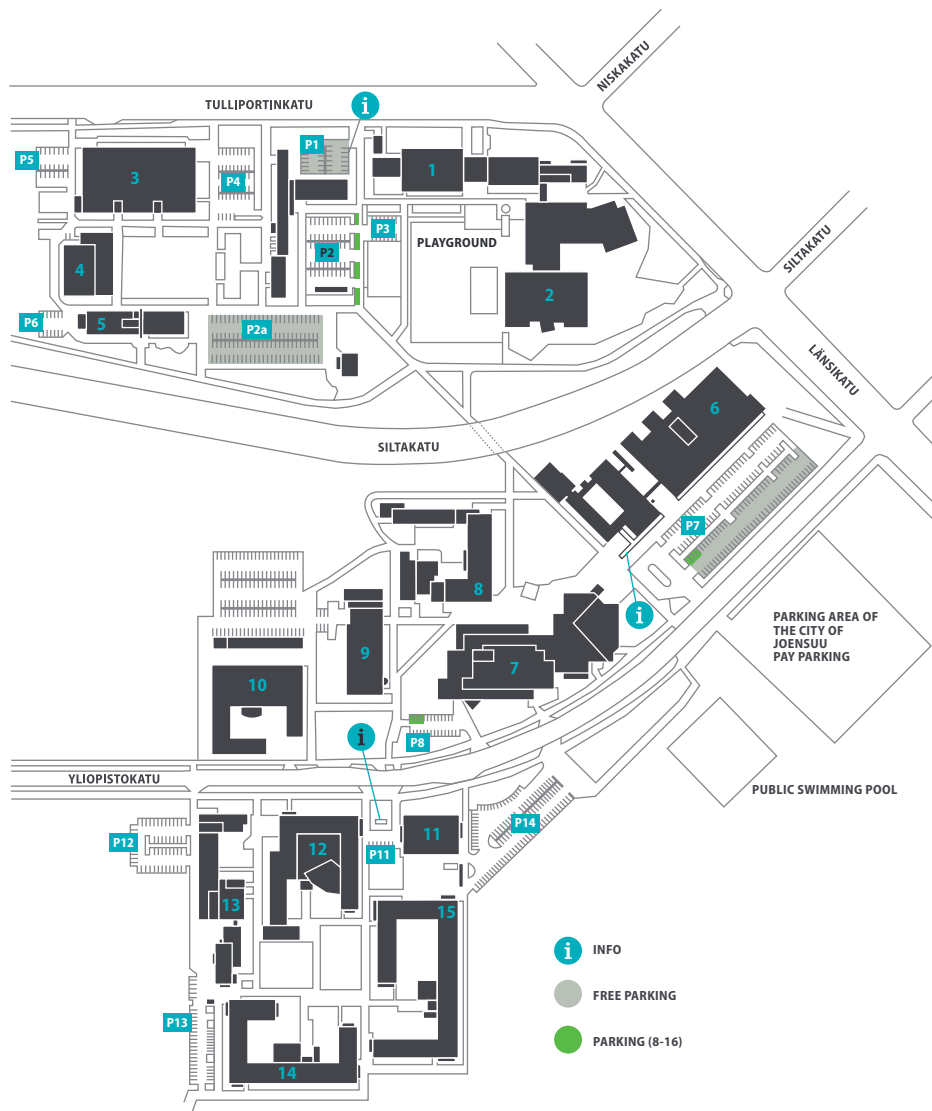 NISKAKATU
TULLIPORTINKATU
i
P1
P5
3
P4
1
SILTAKATU
P3
PLAYGROUND
P2
4
2
P6
5
P2a
LÄNSIKATU
6
SILTAKATU
P7
8
i
PARKING AREA OF
THE CITY OF
JOENSUU
PAY PARKING
9
7
10
i
P8
YLIOPISTOKATU
PUBLIC SWIMMING POOL
P12
12
P11
11
P14
13
15
i INFO
FREE PARKING
P13
PARKING (8-16)
14